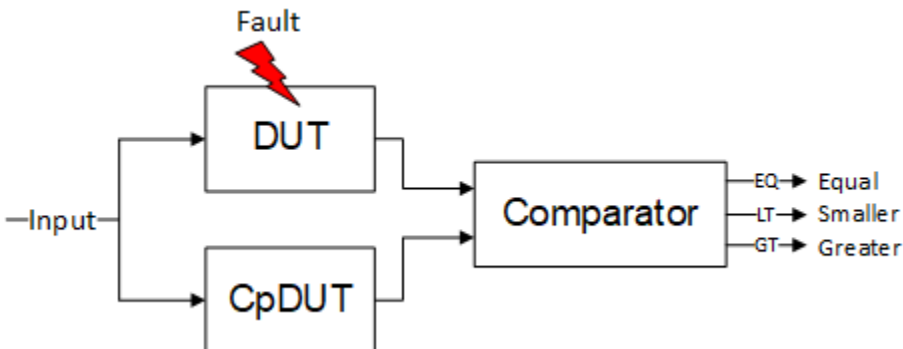 Fault
DUT
Input
CpDUT
Comparator
EQ Equal
LT Smaller
GT Greater